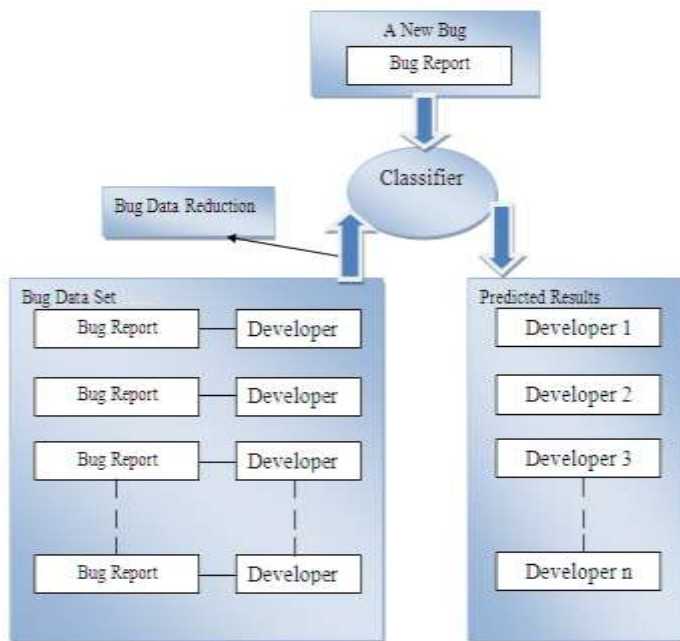 A New Bug
Bug Report
Classifier
Bug Data Reduction
Bug Data Set
Bug Report
Developer
Bug Report
Developer
Bug Report
Developer
Bug Report
Developer
Predicted Results
Developer 1
Developer 2
Developer 3
Developer n